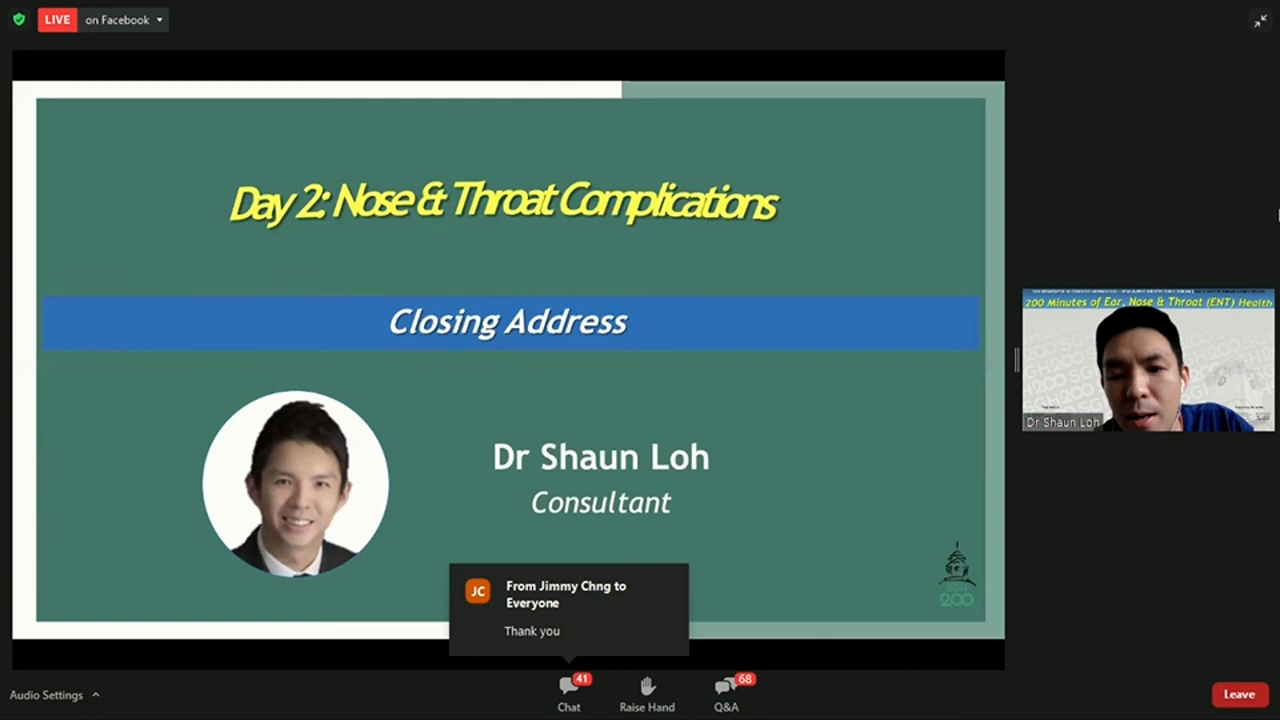 LIVE on Facebook
Day 2: Nose & Throat Complications
Closing Address
Dr Shaun Loh
Consultant
SGH
200
200 Minutes of Ear, Nose & Throat (ENT) Health
Dr Shaun Loh
JC
From Jimmy Chng to
Everyone
Thank you
Audio Settings
41
Chat
Raise Hand
68
Q&A
Leave